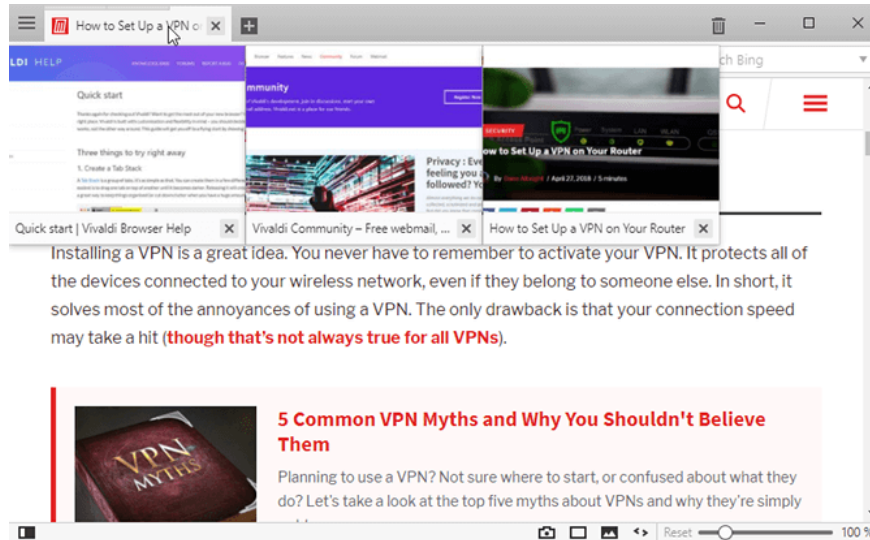 How to Set Up a VPN o
ch Bing
LDI HELP
Quick start
Three things to try right away
1. Create a Tab Stack
Community
mmunity
Register Now
Privacy : Eve
feeling you a
followed? Yo
SECURITY
ow to Set Up a VPN on Your Router
By Dave Albright / April 27, 2018 / 5 minutes
Quick start | Vivaldi Browser Help
Vivaldi Community – Free webmail, ...
How to Set Up a VPN on Your Router
Installing a VPN is a great idea. You never have to remember to activate your VPN. It protects all of
the devices connected to your wireless network, even if they belong to someone else. In short, it
solves most of the annoyances of using a VPN. The only drawback is that your connection speed
may take a hit (though that's not always true for all VPNs).
VPN
MYTHS
5 Common VPN Myths and Why You Shouldn't Believe
Them
Planning to use a VPN? Not sure where to start, or confused about what they
do? Let's take a look at the top five myths about VPNs and why they're simply
Reset
100 %